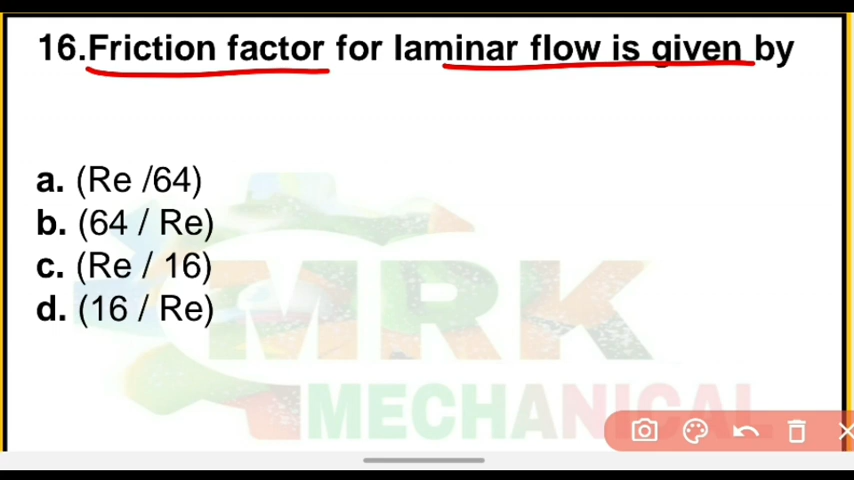 16.Friction factor for laminar flow is given by
a. (Re /64)
b. (64 / Re)
c. (Re / 16)
d. (16 / Re)
MRK
MECHANICAL